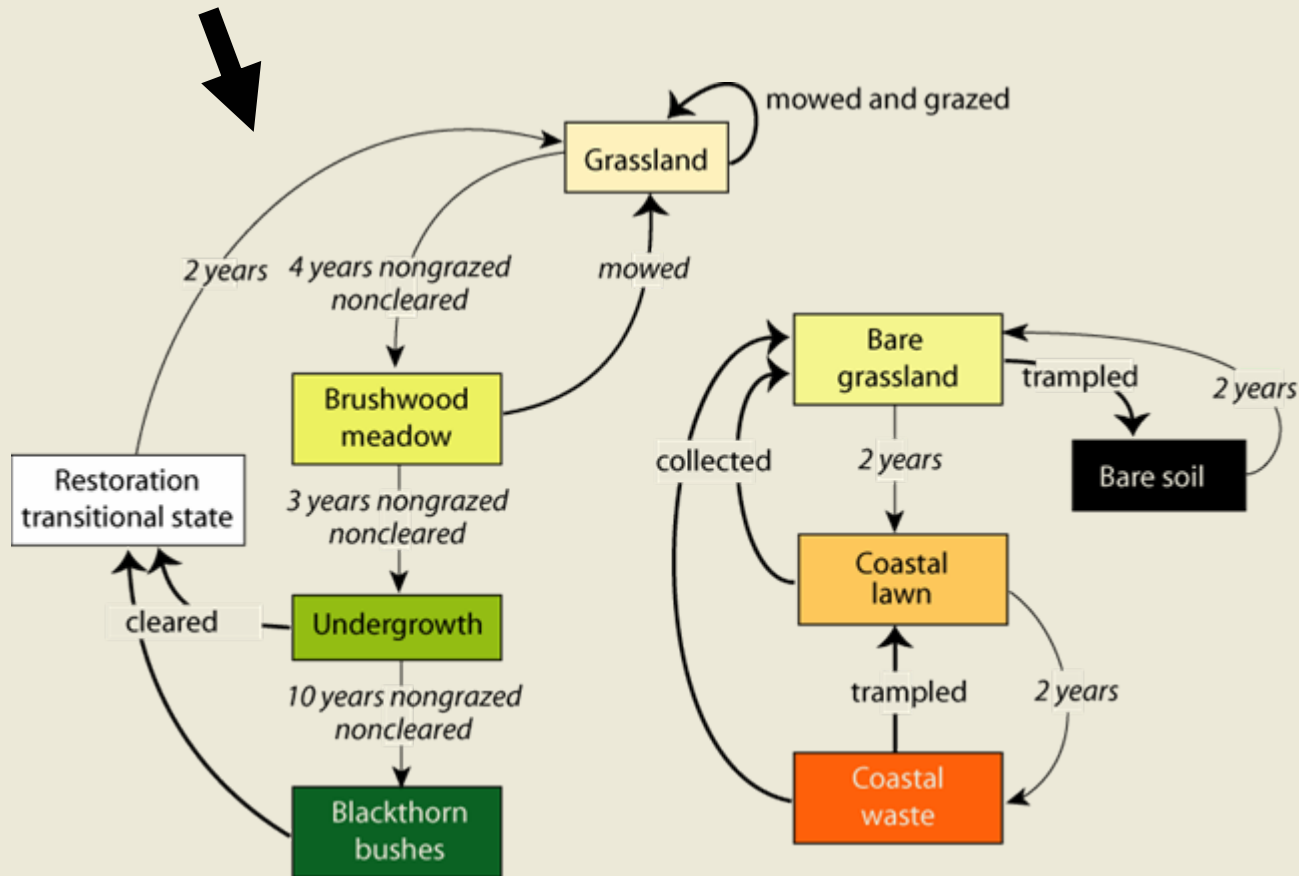 mowed and grazed
Grassland
2 years
4 years nongrazed
noncleared
mowed
Brushwood
meadow
Restoration
transitional state
3 years nongrazed
noncleared
cleared
Undergrowth
10 years nongrazed
noncleared
Blackthorn
bushes
Bare
grassland
trampled
2 years
Bare soil
collected
2 years
Coastal
lawn
trampled
2 years
Coastal
waste